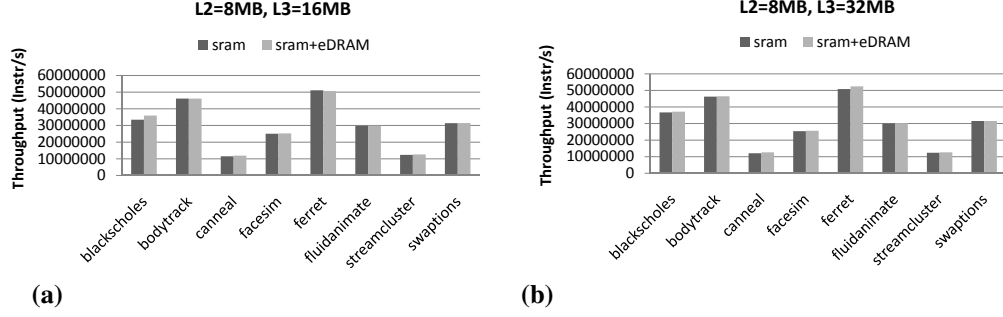 L2=8MB, L3=16MB
sram sram+eDRAM
Throughput (Instr/s)
60000000
50000000
40000000
30000000
20000000
10000000
0
blackscholes
bodytrack
canneal
facesim
ferret
fluidanimate
streamcluster
swaptions
(a)
L2=8MB, L3=32MB
sram sram+eDRAM
Throughput (Instr/s)
60000000
50000000
40000000
30000000
20000000
10000000
0
blackscholes
bodytrack
canneal
facesim
ferret
fluidanimate
streamcluster
swaptions
(b)